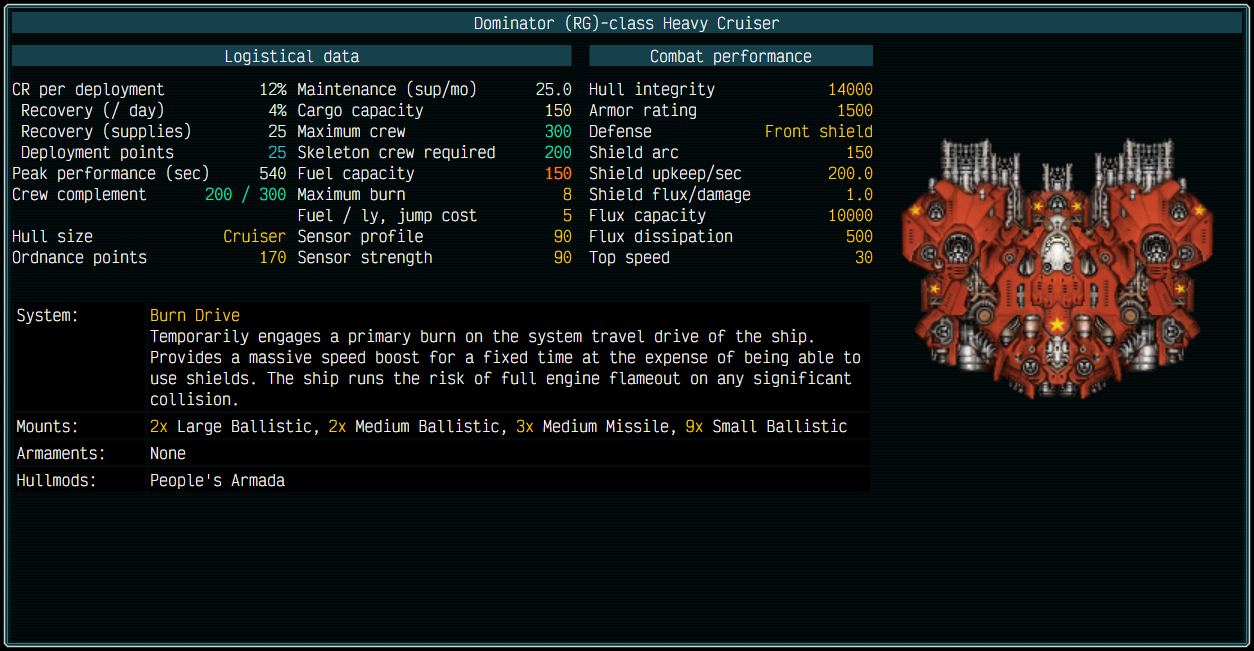 Dominator (RG)-class Heavy Cruiser
Logistical data
CR per deployment 12%
Recovery (/ day) 4%
Recovery (supplies) 25
Deployment points 25
Peak performance (sec) 540
Crew complement 200 / 300
Hull size Cruiser
Ordnance points 170
Maintenance (sup/mo) 25.0
Cargo capacity 150
Maximum crew 300
Skeleton crew required 200
Fuel capacity 150
Maximum burn 8
Fuel / ly, jump cost 5
Sensor profile 90
Sensor strength 90
Combat performance
Hull integrity 14000
Armor rating 1500
Defense Front shield
Shield arc 150
Shield upkeep/sec 200.0
Shield flux/damage 1.0
Flux capacity 10000
Flux dissipation 500
Top speed 30
System: Burn Drive
Temporarily engages a primary burn on the system travel drive of the ship.
Provides a massive speed boost for a fixed time at the expense of being able to
use shields. The ship runs the risk of full engine flameout on any significant
collision.
Mounts: 2x Large Ballistic, 2x Medium Ballistic, 3x Medium Missile, 9x Small Ballistic
Armaments: None
Hullmods: People's Armada